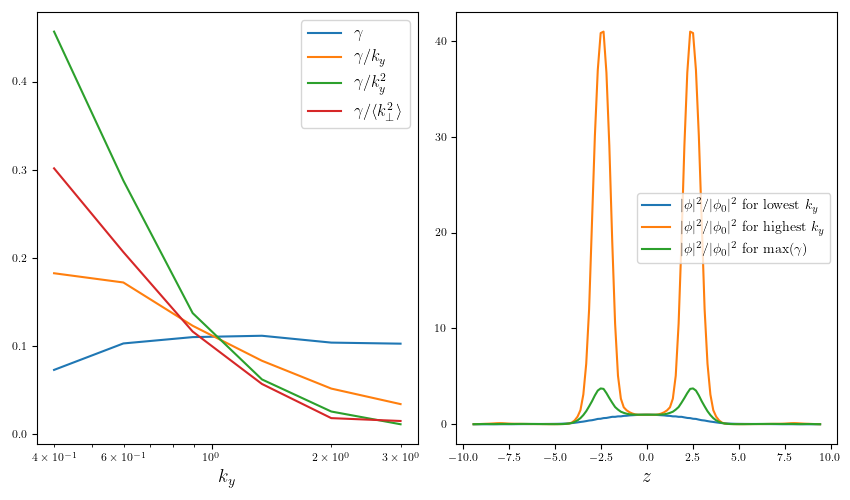 γ
γ/k_y
γ/k_y^2
γ/⟨k_⊥^2⟩
0.4
0.3
0.2
0.1
0.0
4 × 10^{-1}
6 × 10^{-1}
10^0
2 × 10^0
3 × 10^0
k_y
40
30
20
10
0
|ϕ|^2/|ϕ_0|^2 for lowest k_y
|ϕ|^2/|ϕ_0|^2 for highest k_y
|ϕ|^2/|ϕ_0|^2 for max(γ)
−10.0
−7.5
−5.0
−2.5
0.0
2.5
5.0
7.5
10.0
z